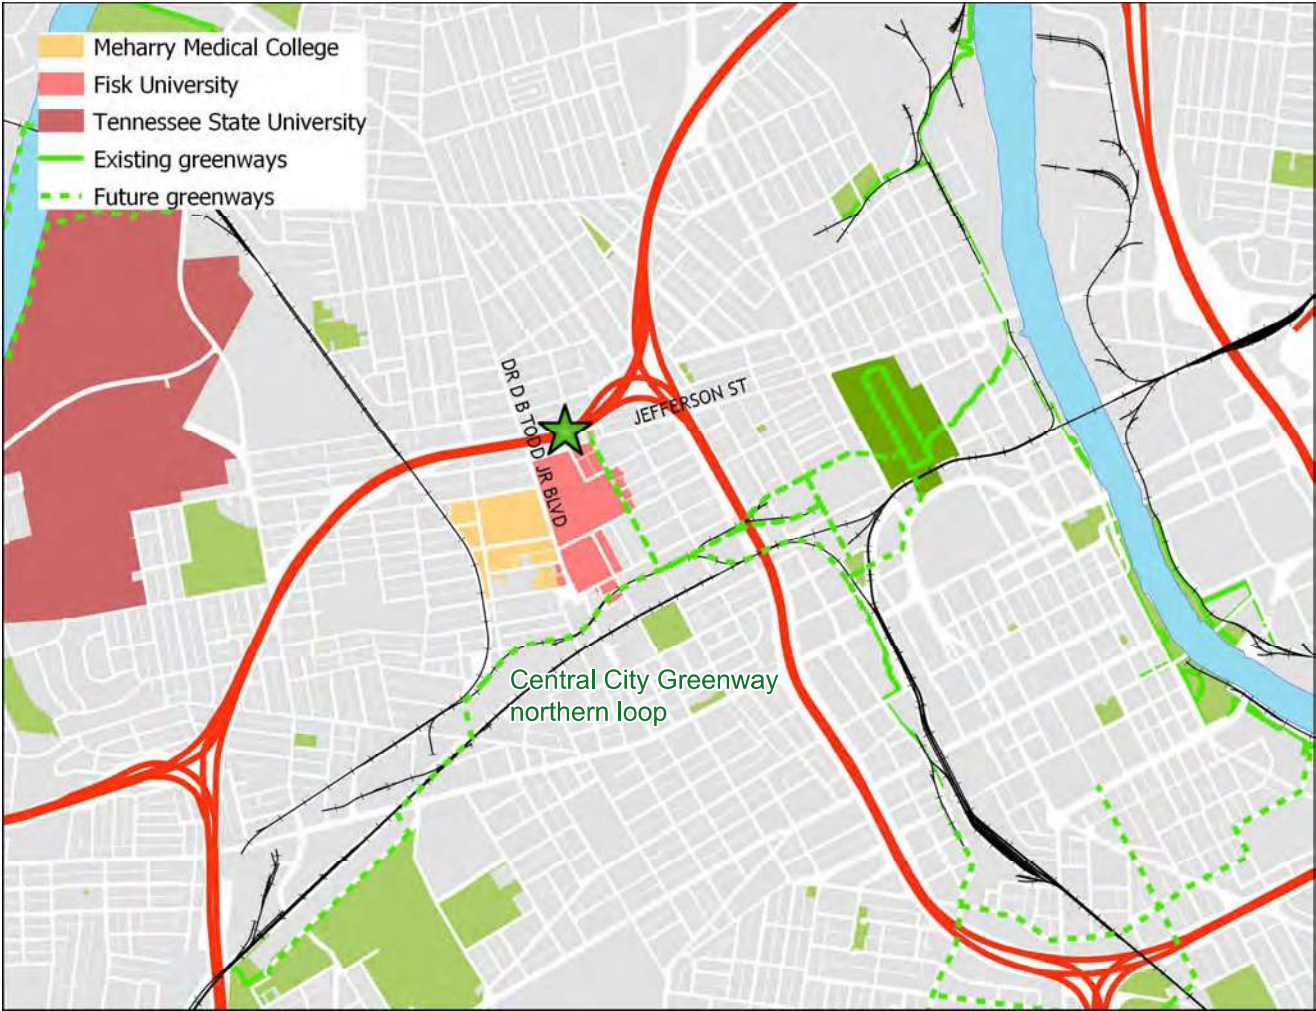 Meharry Medical College
Fisk University
Tennessee State University
Existing greenways
Future greenways
DR D B TODD JR BLVD
JEFFERSON ST
Central City Greenway
northern loop